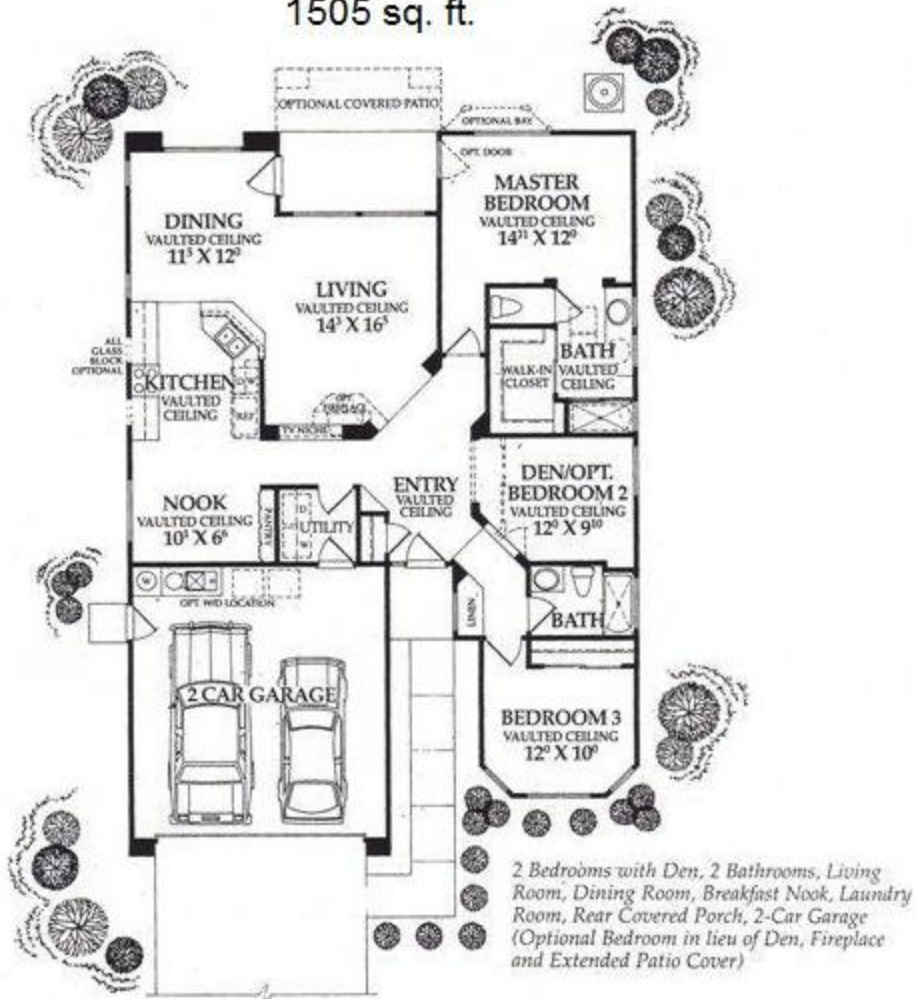 1505 sq. ft.
OPTIONAL COVERED PATIO
OPTIONAL BAY
OPT. DOOR
MASTER
BEDROOM
VAULTED CEILING
14¹¹ X 12⁰
DINING
VAULTED CEILING
11⁵ X 12⁰
LIVING
VAULTED CEILING
14³ X 16⁵
ALL
GLASS
BLOCK
OPTIONAL
KITCHEN
VAULTED
CEILING
D/W
REF
OPT.
FIREPLACE
TV NICHE
WALK-IN
CLOSET
BATH
VAULTED
CEILING
DEN/OPT.
BEDROOM 2
VAULTED CEILING
12⁰ X 9¹⁰
ENTRY
VAULTED
CEILING
NOOK
VAULTED CEILING
10³ X 6⁶
PANTRY
D
W
UTILITY
W
OPT. W/D LOCATION
LINEN
BATH
2 CAR GARAGE
BEDROOM 3
VAULTED CEILING
12⁰ X 10⁰
2 Bedrooms with Den, 2 Bathrooms, Living
Room, Dining Room, Breakfast Nook, Laundry
Room, Rear Covered Porch, 2-Car Garage
(Optional Bedroom in lieu of Den, Fireplace
and Extended Patio Cover)